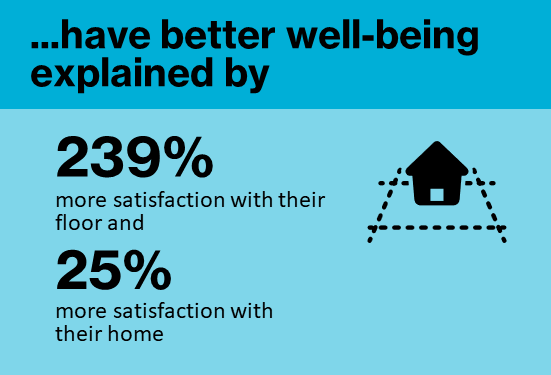 ...have better well-being
explained by
239%
more satisfaction with their
floor and
25%
more satisfaction with
their home